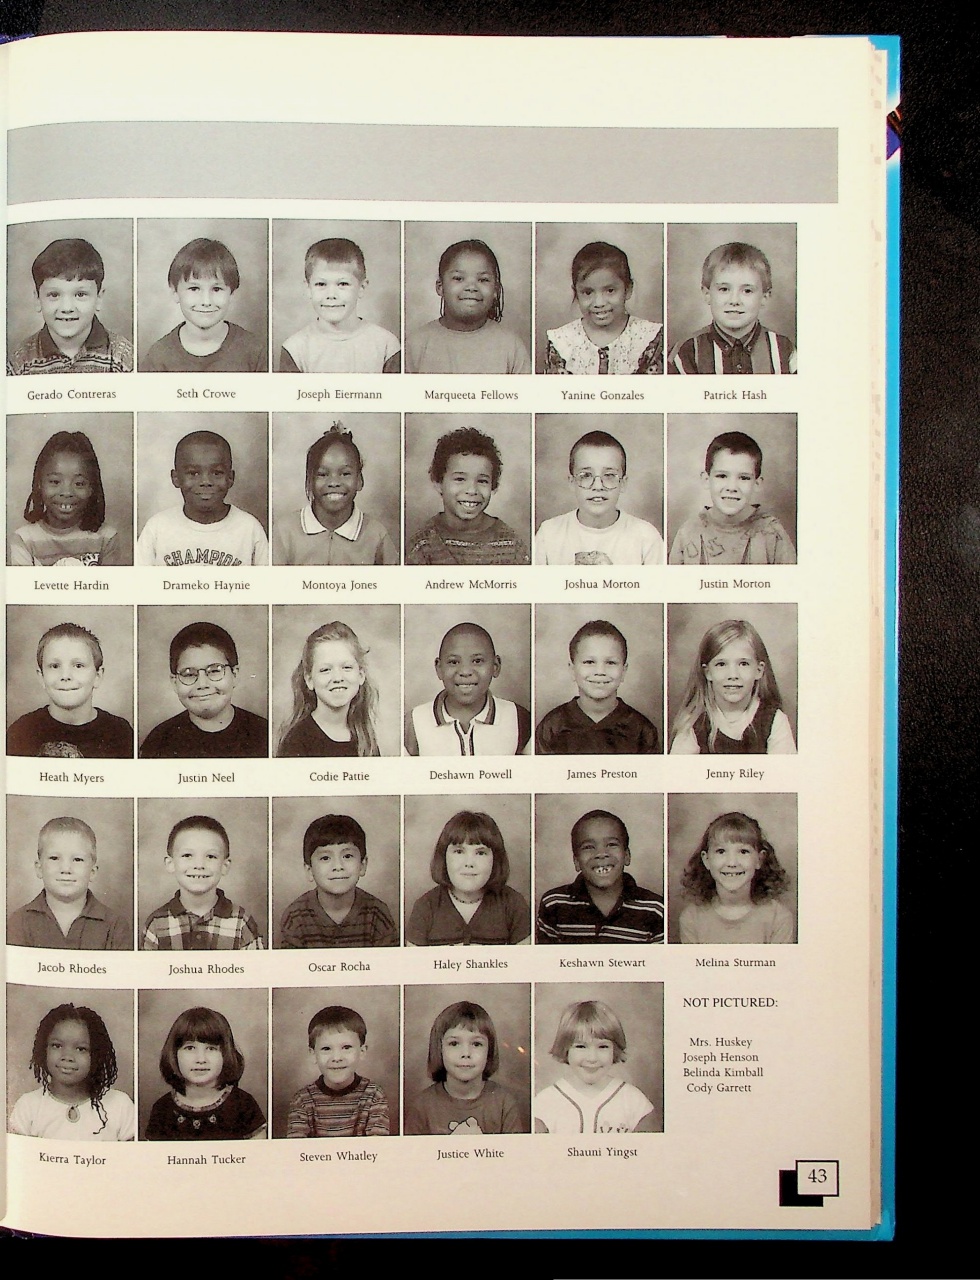 Gerado Contreras Seth Crowe Joseph Eiermann Marqueeta Fellows Yanine Gonzales Patrick Hash
CHAMPION
Levette Hardin Drameko Haynie Montoya Jones Andrew McMorris Joshua Morton Justin Morton
Heath Myers Justin Neel Codie Pattie Deshawn Powell James Preston Jenny Riley
Jacob Rhodes Joshua Rhodes Oscar Rocha Haley Shankles Keshawn Stewart Melina Sturman
NOT PICTURED:
Mrs. Huskey
Joseph Henson
Belinda Kimball
Cody Garrett
Kierra Taylor Hannah Tucker Steven Whatley Justice White Shauni Yingst
43